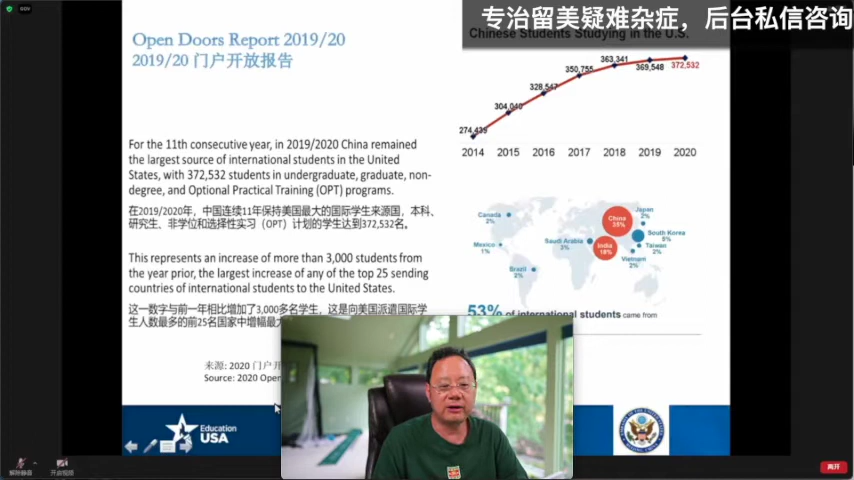 专治留美疑难杂症，后台私信咨询
Open Doors Report 2019/20
2019/20 门户开放报告
Chinese Students Studying in the U.S.
274,439
304,040
328,547
350,755
363,341
369,548
372,532
2014 2015 2016 2017 2018 2019 2020
For the 11th consecutive year, in 2019/2020 China remained
the largest source of international students in the United
States, with 372,532 students in undergraduate, graduate, non-
degree, and Optional Practical Training (OPT) programs.
在2019/2020年，中国连续11年保持美国最大的国际学生来源国，本科、
研究生、非学位和选择性实习（OPT）计划的学生达到372,532名。
This represents an increase of more than 3,000 students from
the year prior, the largest increase of any of the top 25 sending
countries of international students to the United States.
这一数字与前一年相比增加了3,000多名学生，这是向美国派遣国际学
生人数最多的前25名国家中增幅最大
Canada
2%
Mexico
1%
Brazil
2%
Saudi Arabia
3%
China
35%
India
18%
Japan
2%
South Korea
5%
Taiwan
2%
Vietnam
2%
53% of international students came from
来源: 2020 门户开
Source: 2020 Open
Education
USA
离开